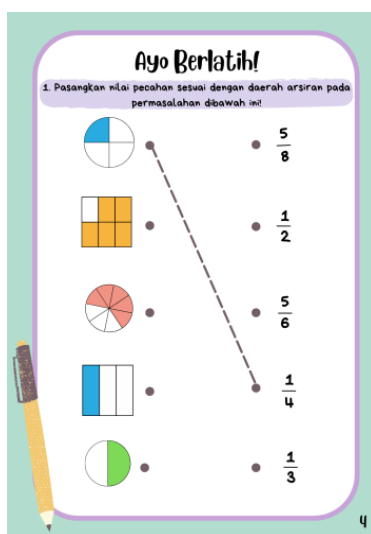 Ayo Berlatih!
1. Pasangkan nilai pecahan sesuai dengan daerah arsiran pada
permasalahan dibawah ini!
5/8
1/2
5/6
1/4
1/3
4